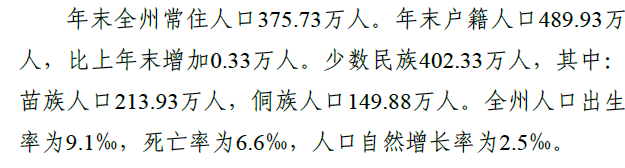 年末全州常住人口375.73万人。年末户籍人口489.93万
人，比上年末增加0.33万人。少数民族402.33万人，其中：
苗族人口213.93万人，侗族人口149.88万人。全州人口出生
率为9.1‰，死亡率为6.6‰，人口自然增长率为2.5‰。